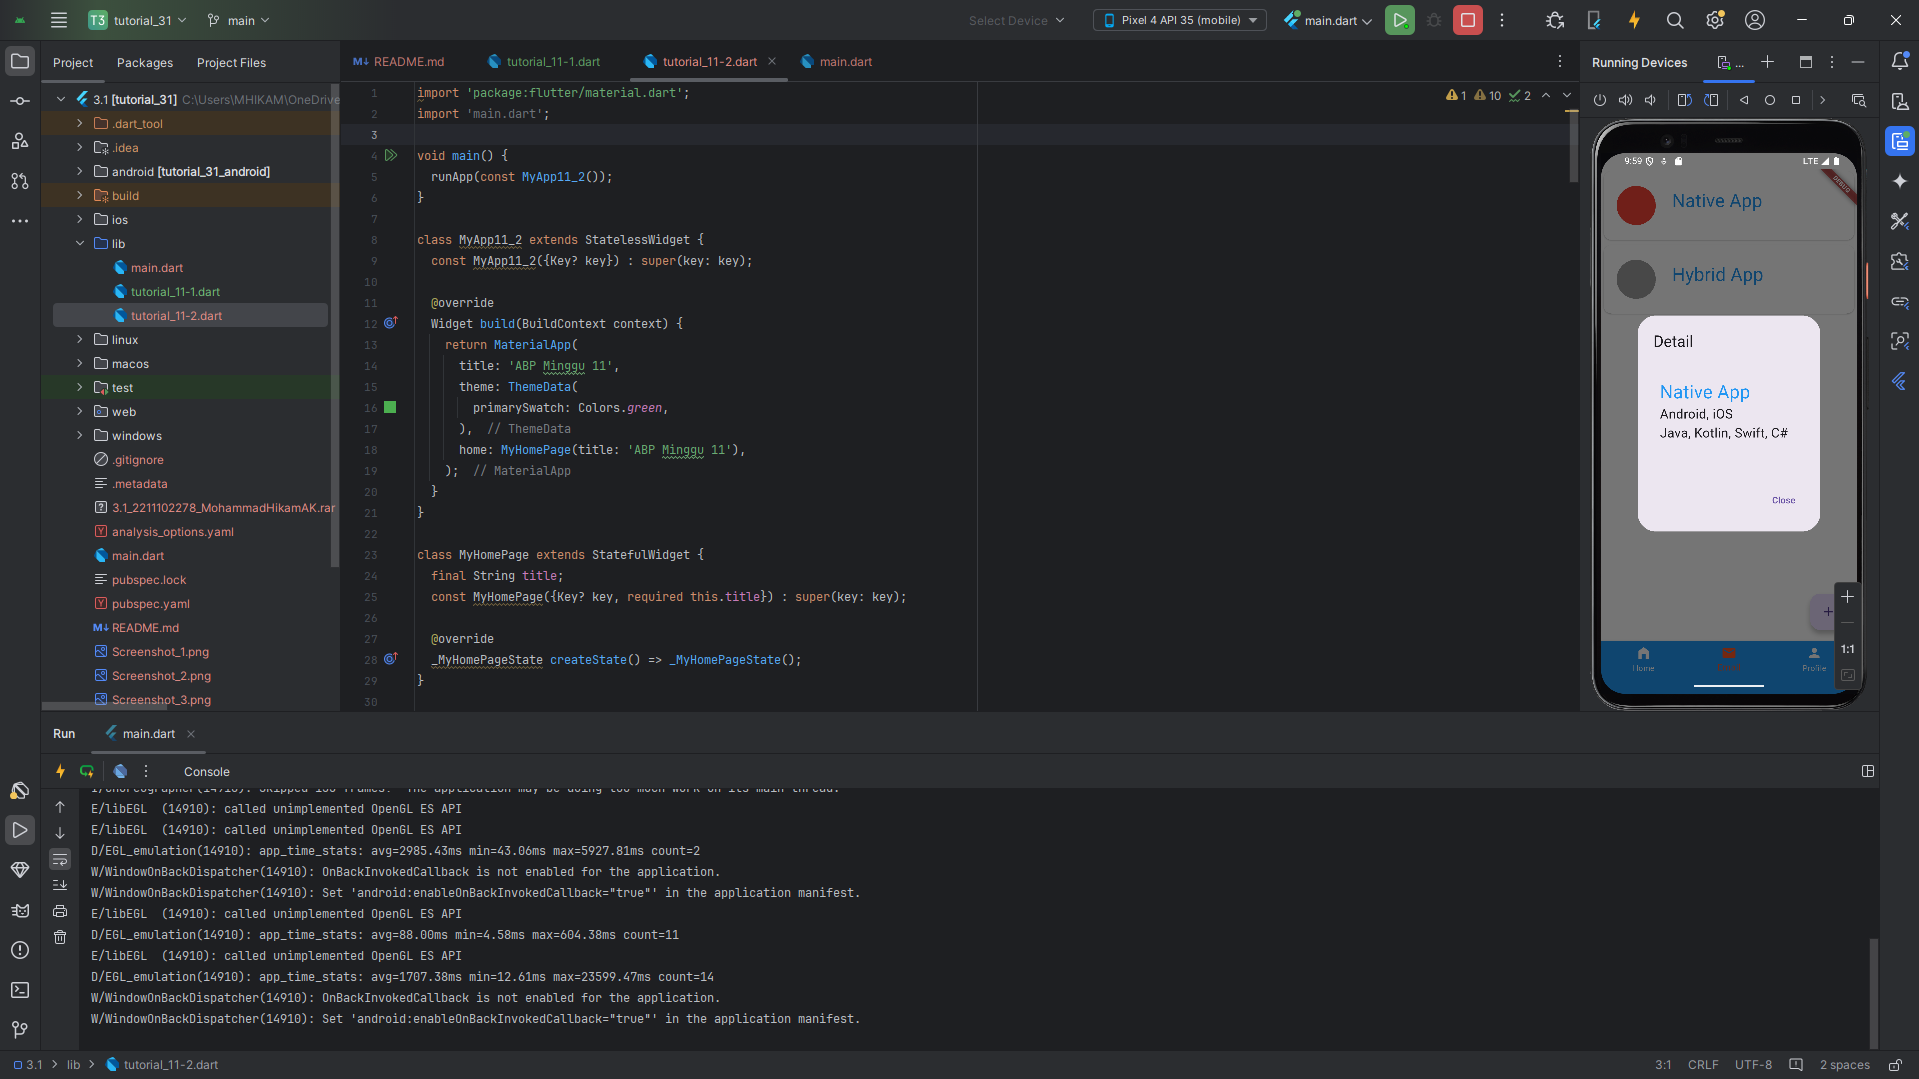 T3 tutorial_31
main
Select Device
Pixel 4 API 35 (mobile)
main.dart
Project
Packages
Project Files
README.md
tutorial_11-1.dart
tutorial_11-2.dart
main.dart
Running Devices
...
3.1 [tutorial_31] C:\Users\MHIKAM\OneDrive
.dart_tool
.idea
android [tutorial_31_android]
build
ios
lib
main.dart
tutorial_11-1.dart
tutorial_11-2.dart
linux
macos
test
web
windows
.gitignore
.metadata
3.1_2211102278_MohammadHikamAK.rar
analysis_options.yaml
main.dart
pubspec.lock
pubspec.yaml
README.md
Screenshot_1.png
Screenshot_2.png
Screenshot_3.png
1 10 2
1 import 'package:flutter/material.dart';
2 import 'main.dart';
3
4 void main() {
5 runApp(const MyApp11_2());
6 }
7
8 class MyApp11_2 extends StatelessWidget {
9 const MyApp11_2({Key? key}) : super(key: key);
10
11 @override
12 Widget build(BuildContext context) {
13 return MaterialApp(
14 title: 'ABP Minggu 11',
15 theme: ThemeData(
16 primarySwatch: Colors.green,
17 ), // ThemeData
18 home: MyHomePage(title: 'ABP Minggu 11'),
19 ); // MaterialApp
20 }
21 }
22
23 class MyHomePage extends StatefulWidget {
24 final String title;
25 const MyHomePage({Key? key, required this.title}) : super(key: key);
26
27 @override
28 _MyHomePageState createState() => _MyHomePageState();
29 }
30
9:59
LTE
DEBUG
Native App
Hybrid App
Detail
Native App
Android, iOS
Java, Kotlin, Swift, C#
Close
+
1:1
Home
Profile
Run
main.dart
Console
I/Choreographer(14910): Skipped frames! The application may be doing too much work on its main thread.
E/libEGL (14910): called unimplemented OpenGL ES API
E/libEGL (14910): called unimplemented OpenGL ES API
D/EGL_emulation(14910): app_time_stats: avg=2985.43ms min=43.06ms max=5927.81ms count=2
W/WindowOnBackDispatcher(14910): OnBackInvokedCallback is not enabled for the application.
W/WindowOnBackDispatcher(14910): Set 'android:enableOnBackInvokedCallback="true"' in the application manifest.
E/libEGL (14910): called unimplemented OpenGL ES API
D/EGL_emulation(14910): app_time_stats: avg=88.00ms min=4.58ms max=604.38ms count=11
E/libEGL (14910): called unimplemented OpenGL ES API
D/EGL_emulation(14910): app_time_stats: avg=1707.38ms min=12.61ms max=23599.47ms count=14
W/WindowOnBackDispatcher(14910): OnBackInvokedCallback is not enabled for the application.
W/WindowOnBackDispatcher(14910): Set 'android:enableOnBackInvokedCallback="true"' in the application manifest.
3.1 > lib > tutorial_11-2.dart
3:1 CRLF UTF-8 2 spaces